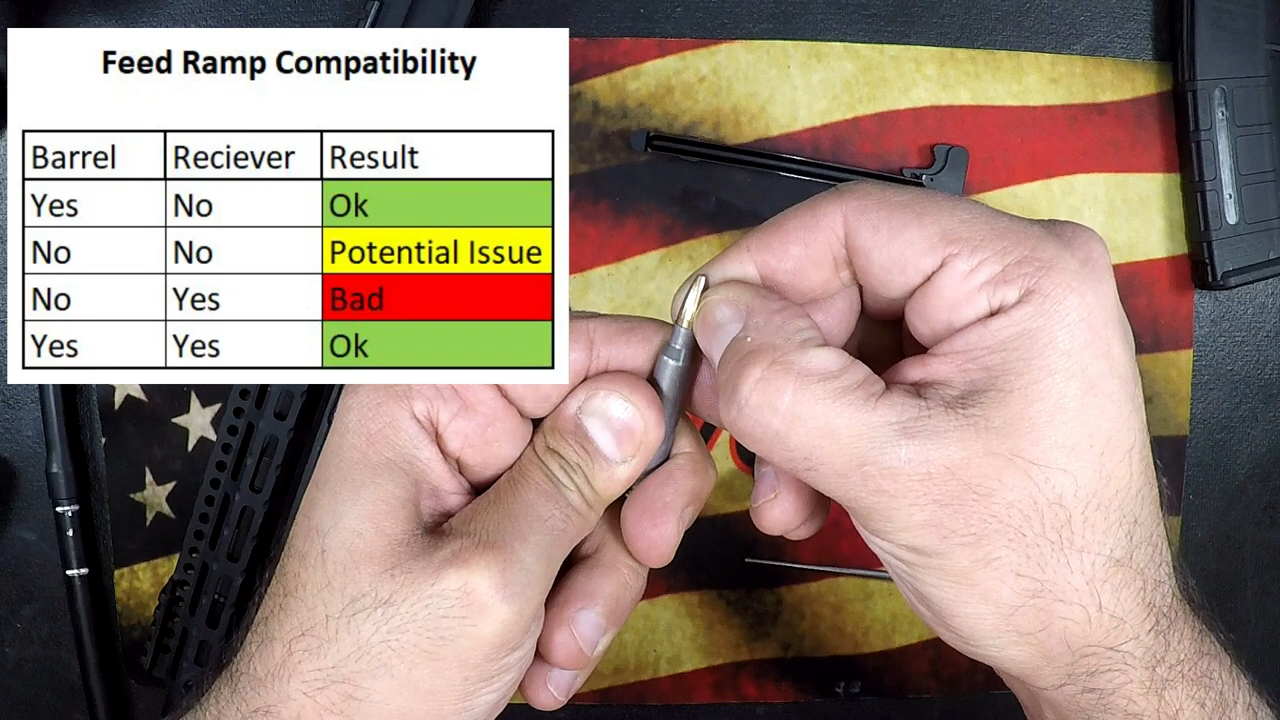 Feed Ramp Compatibility
Barrel Reciever Result
Yes No Ok
No No Potential Issue
No Yes Bad
Yes Yes Ok